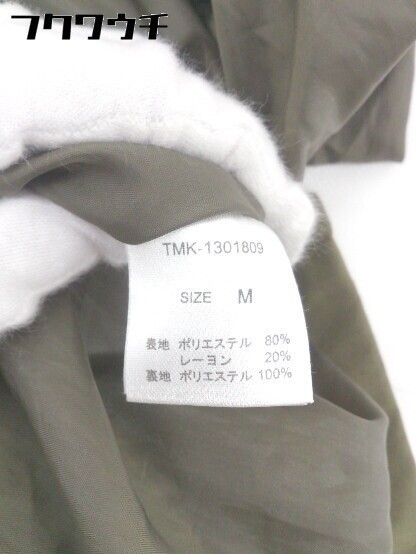 フクウチ
TMK-1301809
SIZE M
表地 ポリエステル 80%
レーヨン 20%
裏地 ポリエステル 100%